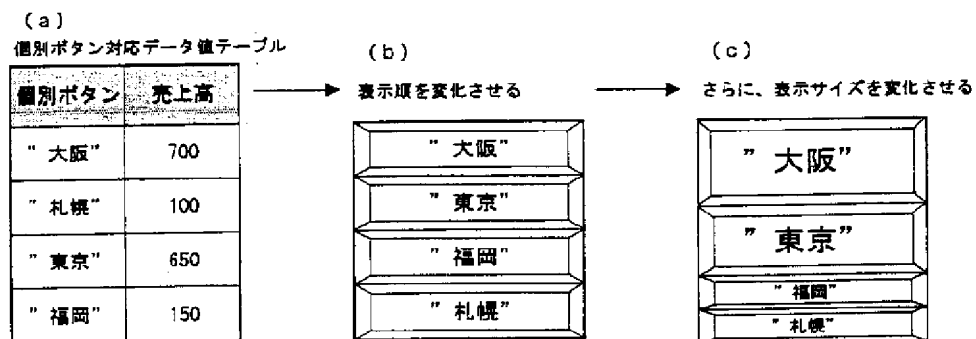 (a)
個別ボタン対応データ値テーブル
個別ボタン 売上高
"大阪" 700
"札幌" 100
"東京" 650
"福岡" 150
(b)
表示順を変化させる
"大阪"
"東京"
"福岡"
"札幌"
(c)
さらに、表示サイズを変化させる
"大阪"
"東京"
"福岡"
"札幌"